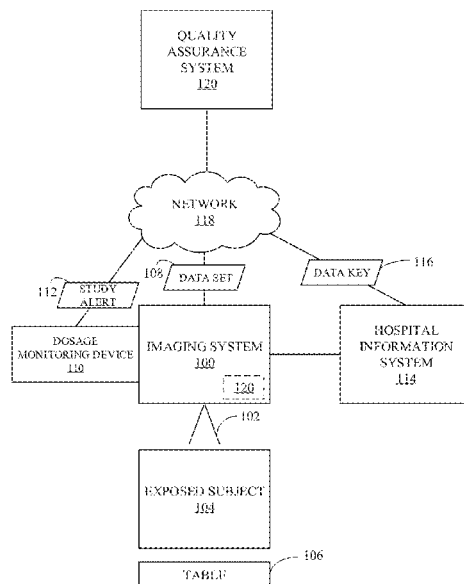 QUALITY
ASSURANCE
SYSTEM
120
NETWORK
118
116
108
112
STUDY
ALERT
DATA SET
DATA KEY
DOSAGE
MONITORING DEVICE
110
IMAGING SYSTEM
100
120
HOSPITAL
INFORMATION
SYSTEM
114
102
EXPOSED SUBJECT
104
106
TABLE